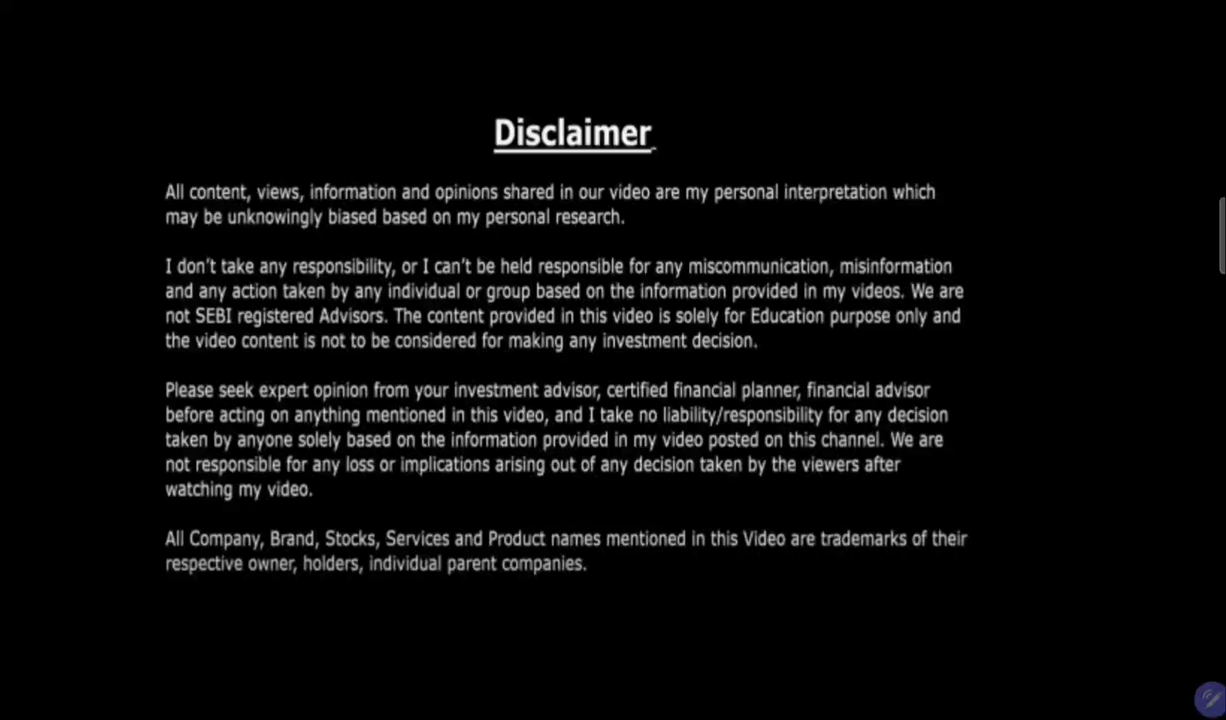 Disclaimer
All content, views, information and opinions shared in our video are my personal interpretation which
may be unknowingly biased based on my personal research.
I don't take any responsibility, or I can't be held responsible for any miscommunication, misinformation
and any action taken by any individual or group based on the information provided in my videos. We are
not SEBI registered Advisors. The content provided in this video is solely for Education purpose only and
the video content is not to be considered for making any investment decision.
Please seek expert opinion from your investment advisor, certified financial planner, financial advisor
before acting on anything mentioned in this video, and I take no liability/responsibility for any decision
taken by anyone solely based on the information provided in my video posted on this channel. We are
not responsible for any loss or implications arising out of any decision taken by the viewers after
watching my video.
All Company, Brand, Stocks, Services and Product names mentioned in this Video are trademarks of their
respective owner, holders, individual parent companies.